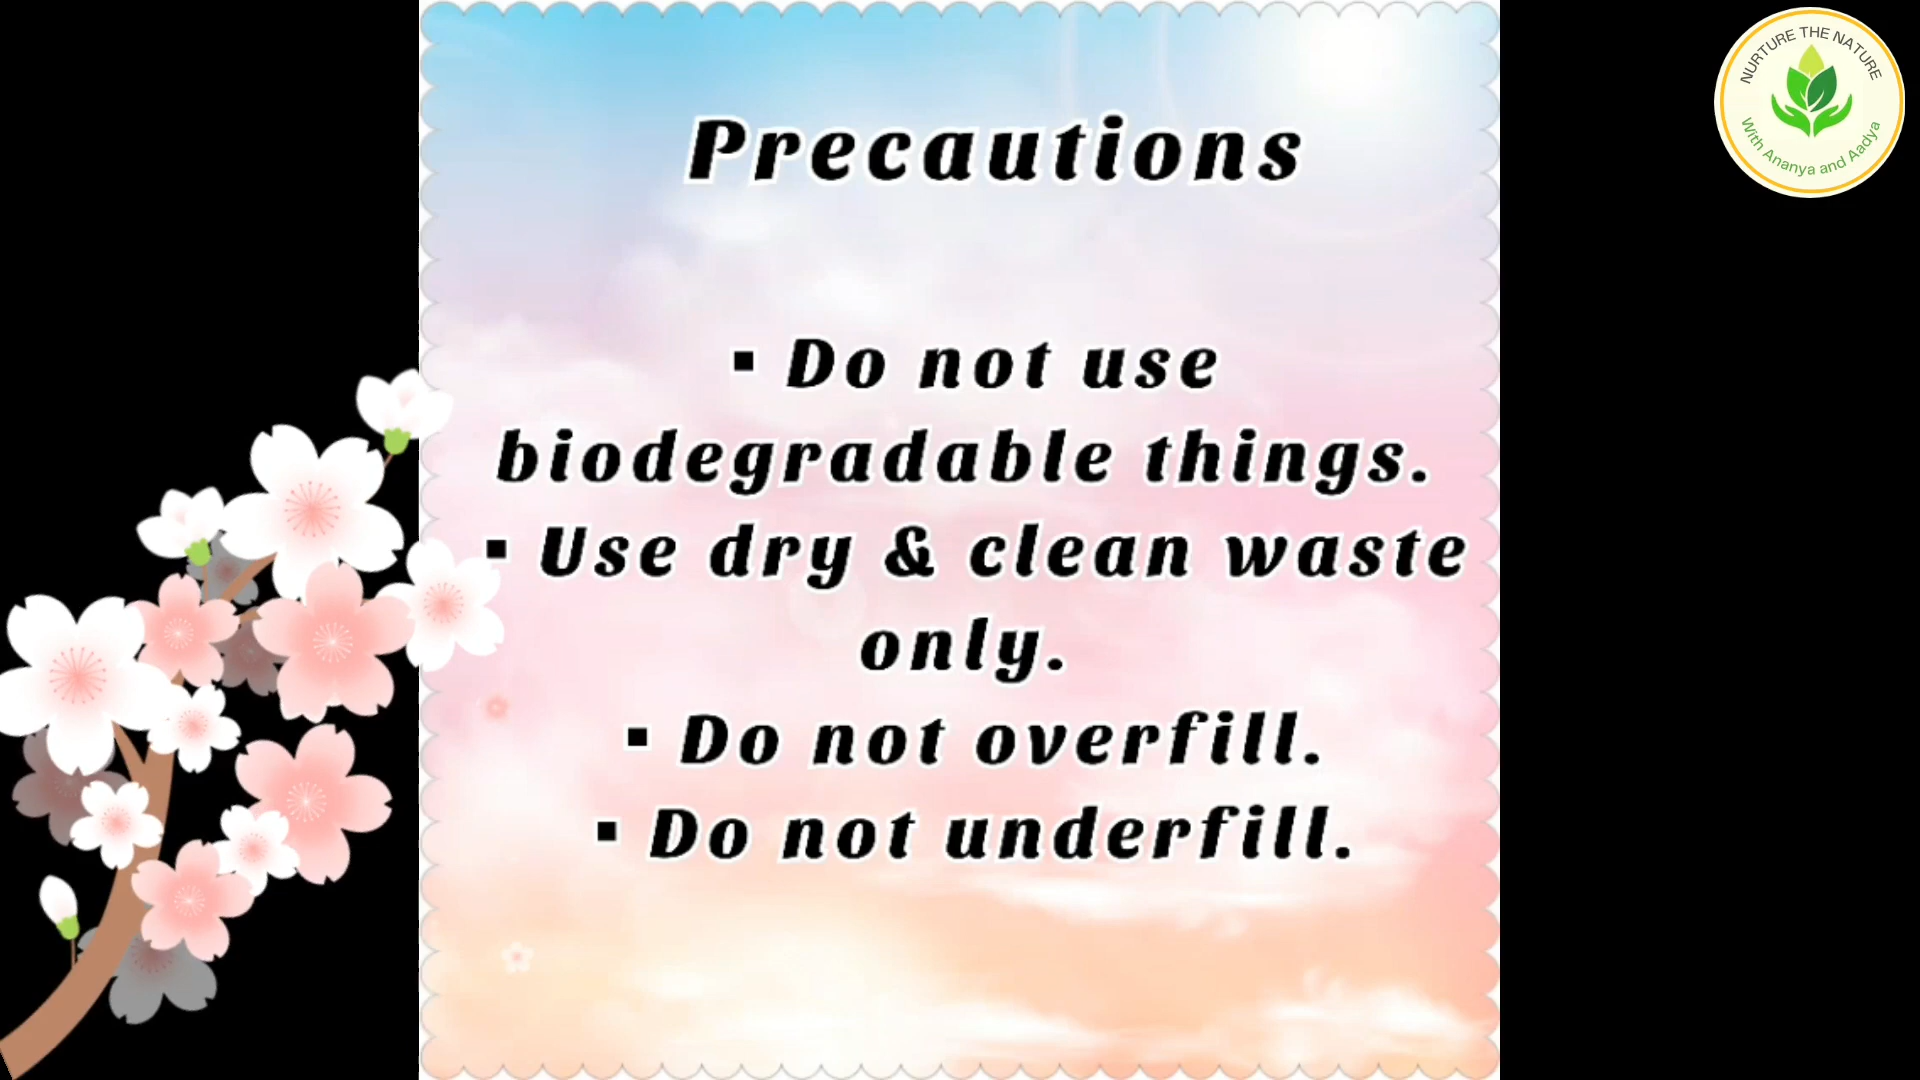 NURTURE THE NATURE
With Ananya and Aadya
Precautions
▪ Do not use
biodegradable things.
▪ Use dry & clean waste
only.
▪ Do not overfill.
▪ Do not underfill.